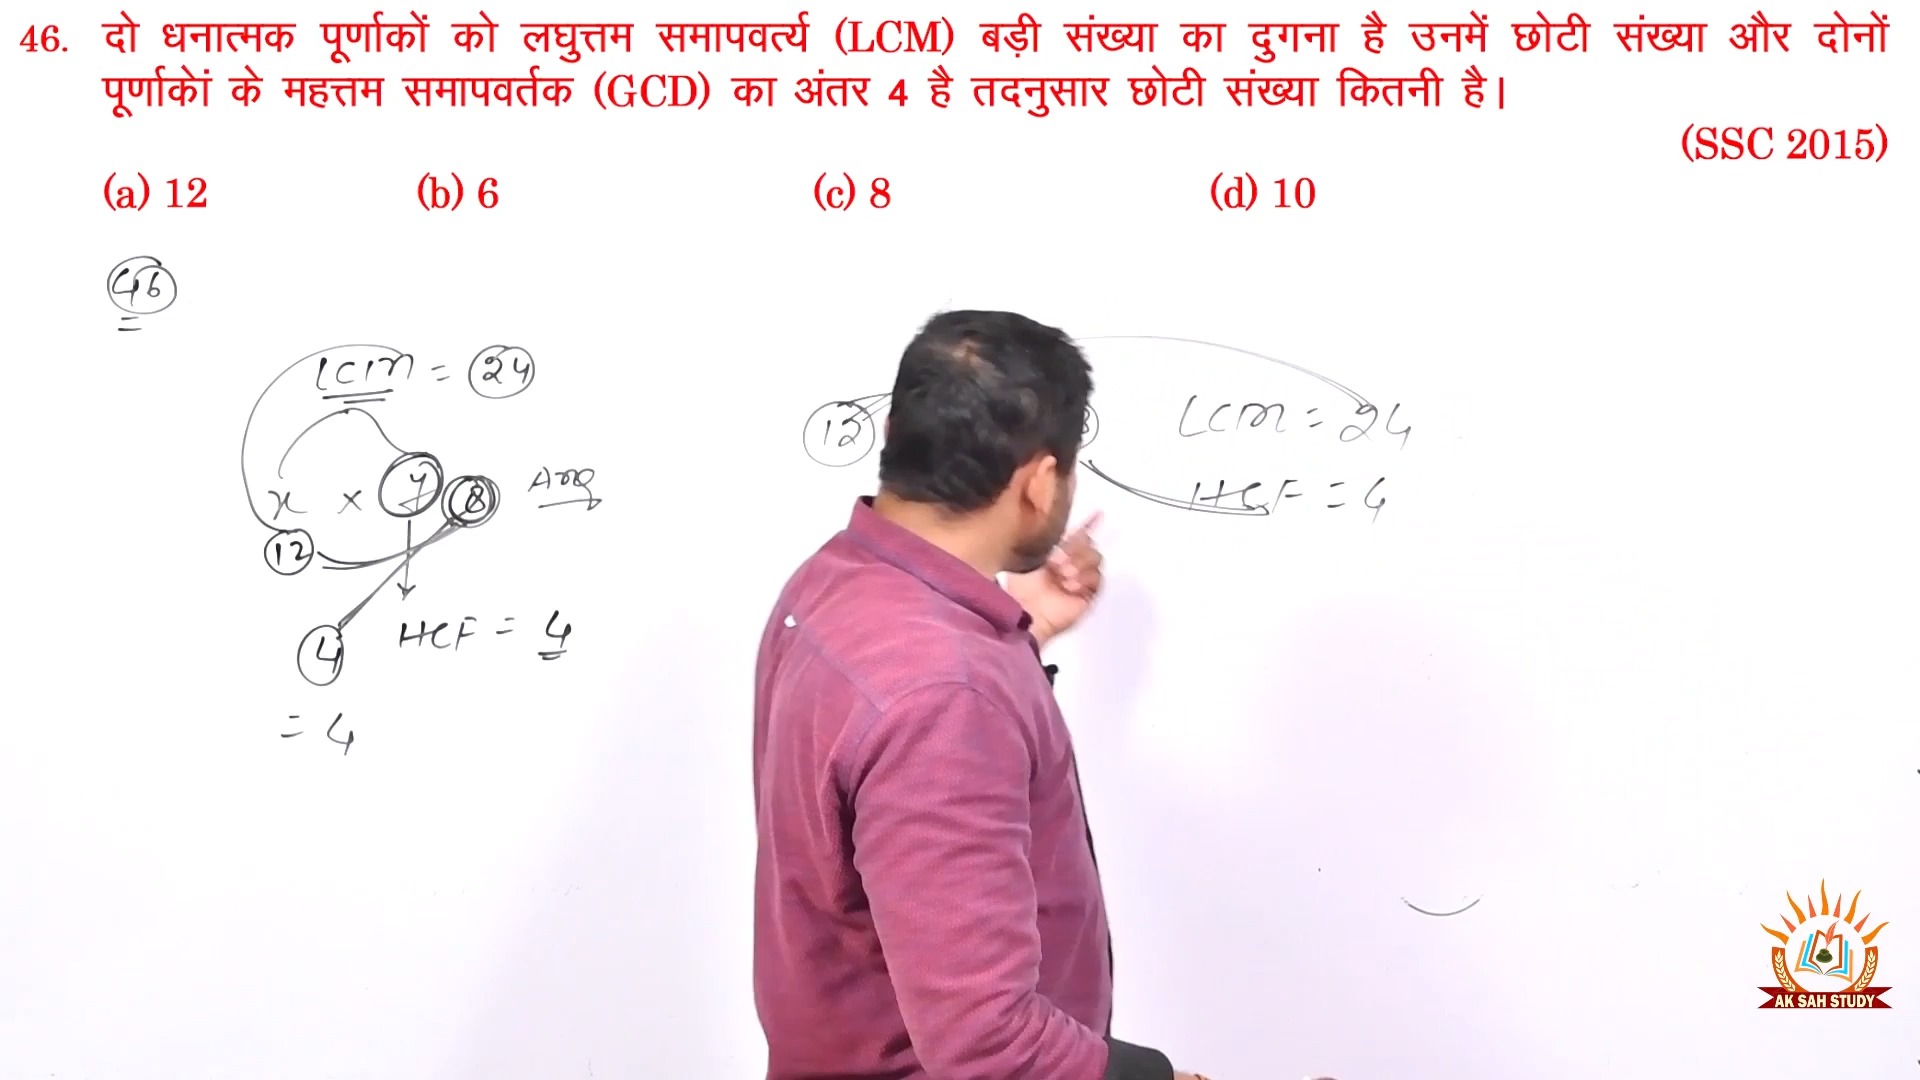 46. दो धनात्मक पूर्णाकों को लघुत्तम समापवर्त्य (LCM) बड़ी संख्या का दुगना है उनमें छोटी संख्या और दोनों
पूर्णाकेां के महत्तम समापवर्तक (GCD) का अंतर 4 है तदनुसार छोटी संख्या कितनी है।
(SSC 2015)
(a) 12 (b) 6 (c) 8 (d) 10
46
LCM = 24
x × y 8 Ans
12
4 HCF = 4
= 4
12 LCM = 24
HCF = 4
AK SAH STUDY